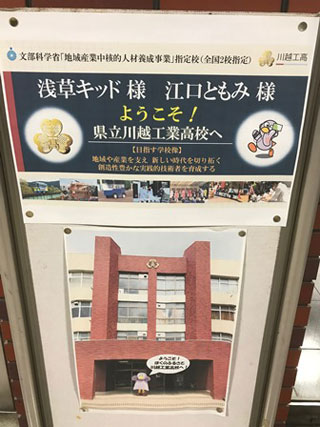 文部科学省「地域産業中核的人材養成事業」指定校（全国2校指定）
川越工高
浅草キッド 様　江口ともみ 様
ようこそ！
県立川越工業高校へ
【目指す学校像】
地域や産業を支え 新しい時代を切り拓く
創造性豊かな実践的技術者を育成する
ようこそ！
ぼくのふるさと
川越工業高校へ！